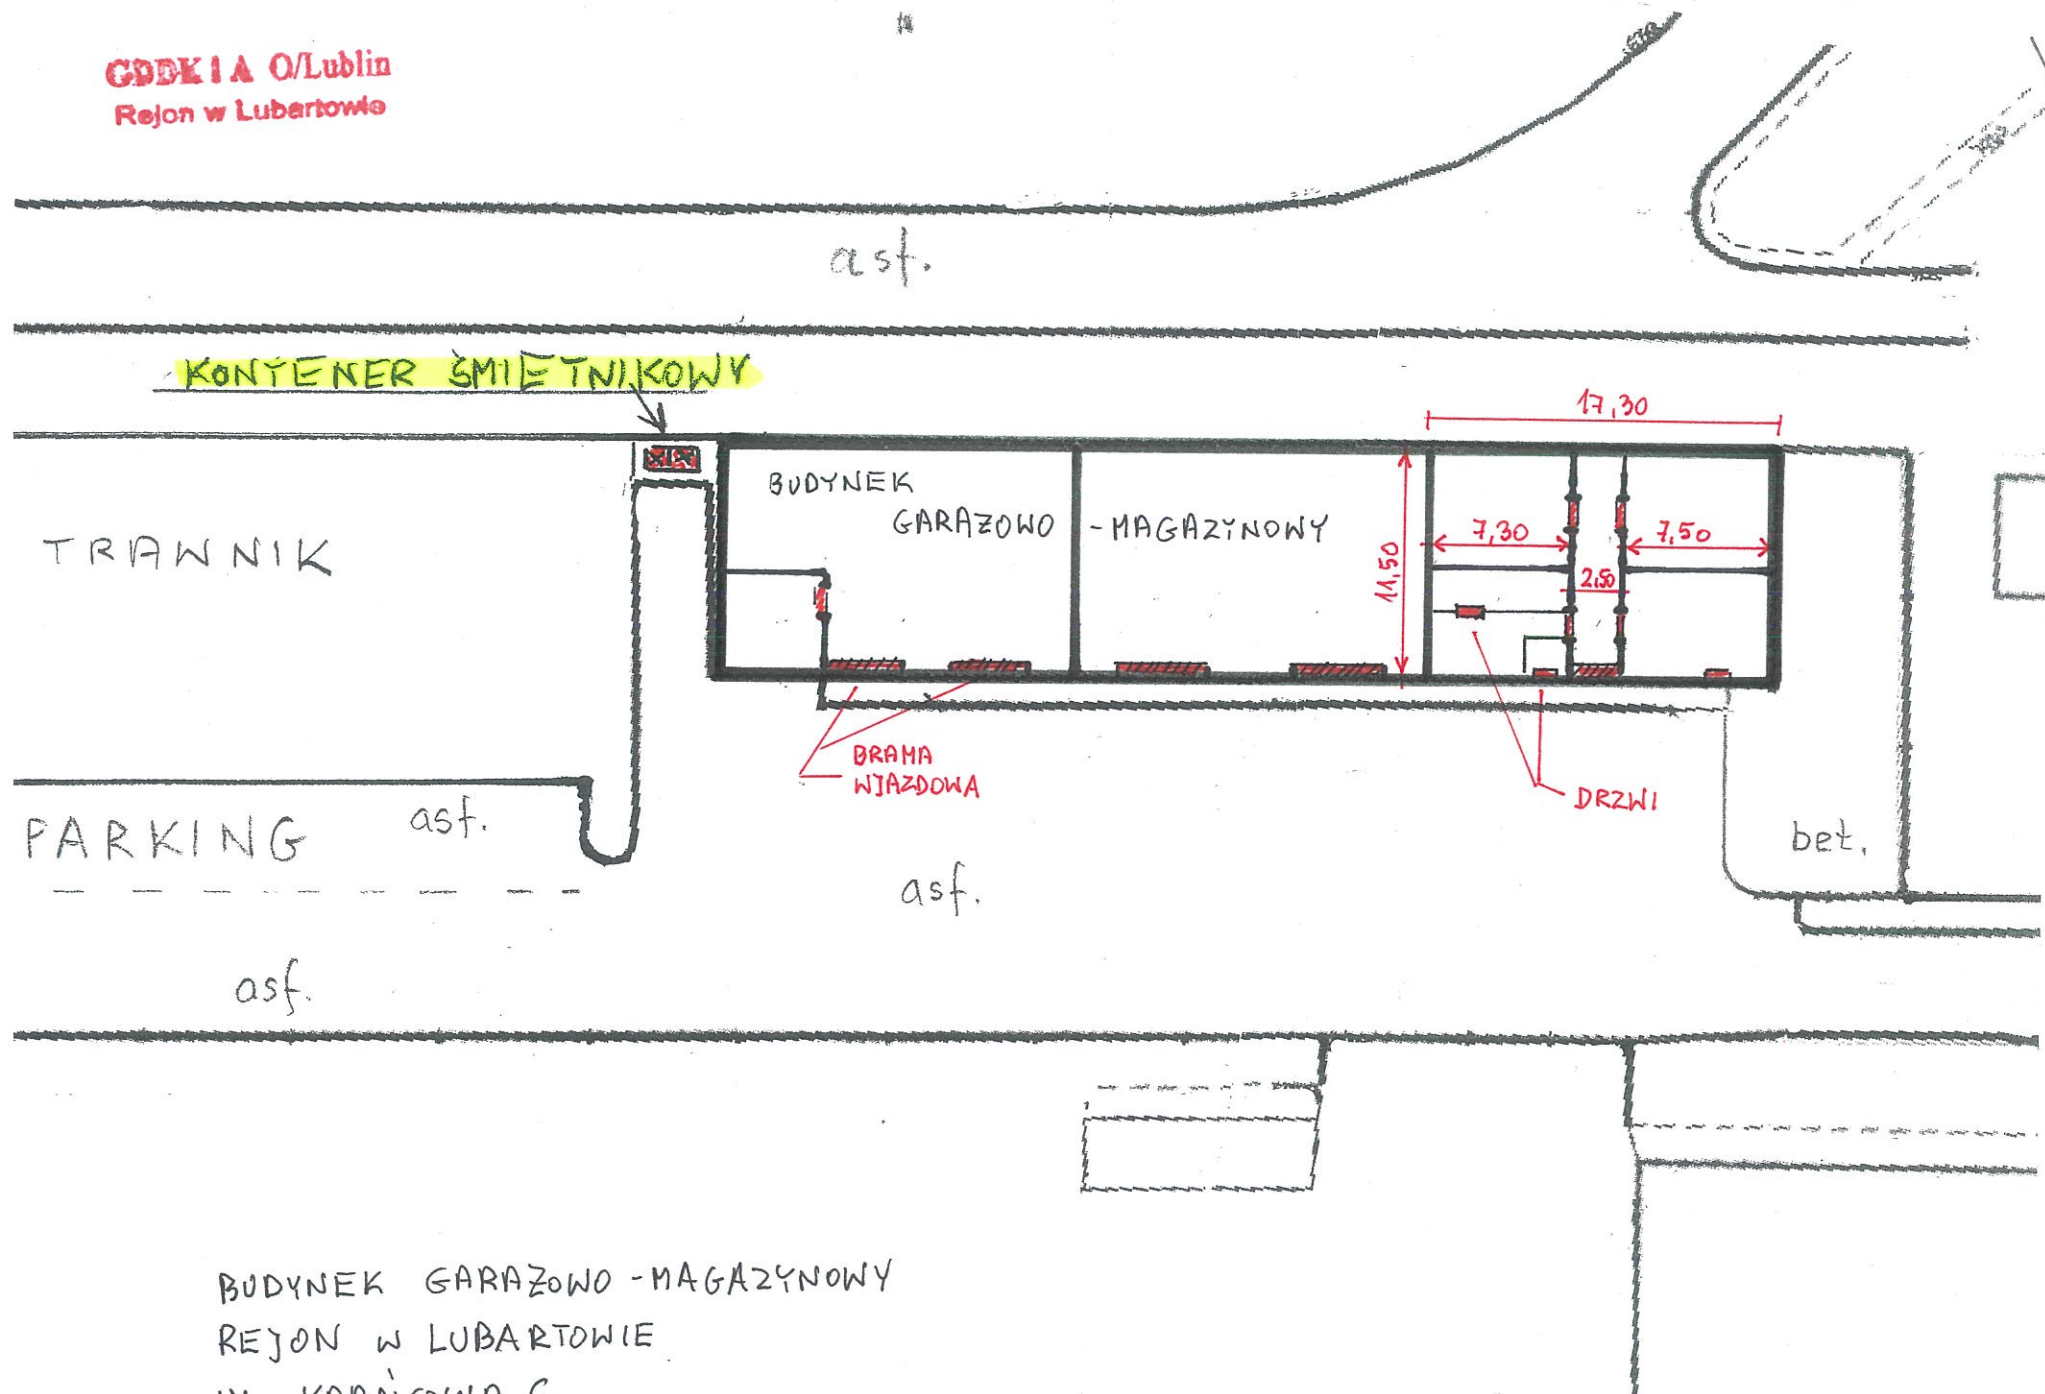 GDDKIA O/Lublin
Rejon w Lubartowie
asf.
KONTENER ŚMIETNIKOWY
17,30
BUDYNEK
GARAŻOWO - MAGAZYNOWY
TRAWNIK
11,50
7,30
2,50
7,50
BRAMA
WJAZDOWA
DRZWI
PARKING
asf.
asf.
bet.
asf.
BUDYNEK GARAŻOWO - MAGAZYNOWY
REJON W LUBARTOWIE